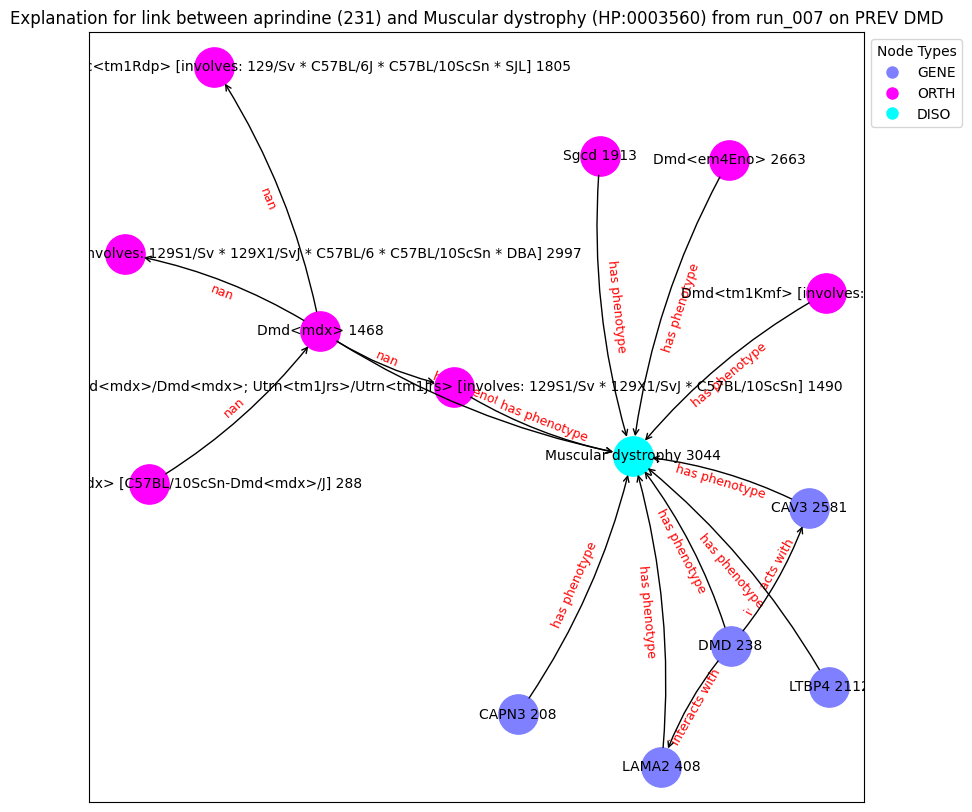 Explanation for link between aprindine (231) and Muscular dystrophy (HP:0003560) from run_007 on PREV DMD
Node Types
GENE
ORTH
DISO
:<tm1Rdp> [involves: 129/Sv * C57BL/6J * C57BL/10ScSn * SJL] 1805
Sgcd 1913
Dmd<em4Eno> 2663
nan
nvolves: 129S1/Sv * 129X1/SvJ * C57BL/6 * C57BL/10ScSn * DBA] 2997
nan
has phenotype
has phenotype
Dmd<tm1Kmf> [involves:
Dmd<mdx> 1468
nan
has phenotype
d<mdx>/Dmd<mdx>; Utrn<tm1Jrs>/Utrn<tm1Jrs> [involves: 129S1/Sv * 129X1/SvJ * C57BL/10ScSn] 1490
nan
has phenotype
Muscular dystrophy 3044
dx> [C57BL/10ScSn-Dmd<mdx>/J] 288
has phenotype
CAV3 2581
has phenotype
has phenotype
has phenotype
has phenotype
DMD 238
LTBP4 2112
interacts with
CAPN3 208
LAMA2 408